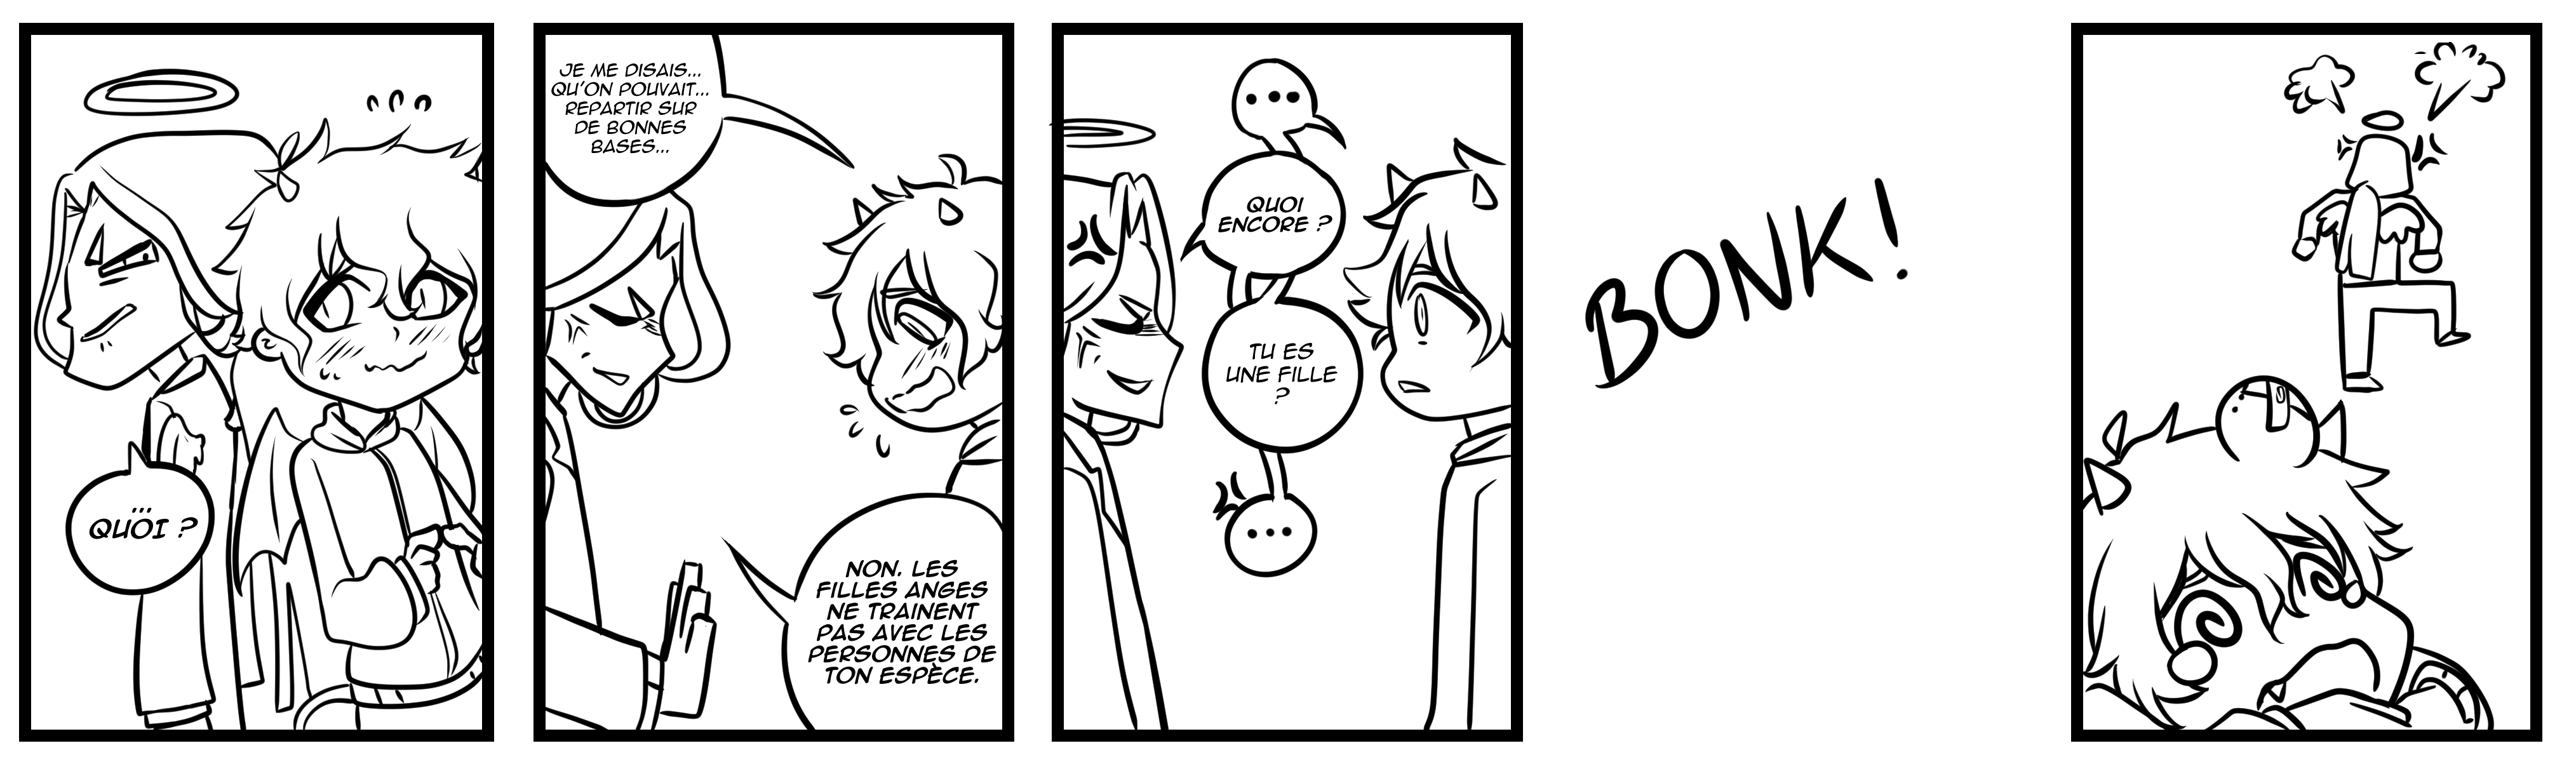 ...
QUOI ?
JE ME DISAIS...
QU'ON POUVAIT...
REPARTIR SUR
DE BONNES
BASES...
NON. LES
FILLES ANGES
NE TRAINENT
PAS AVEC LES
PERSONNES DE
TON ESPÈCE.
...
QUOI
ENCORE ?
TU ES
UNE FILLE
?
...
BONK !